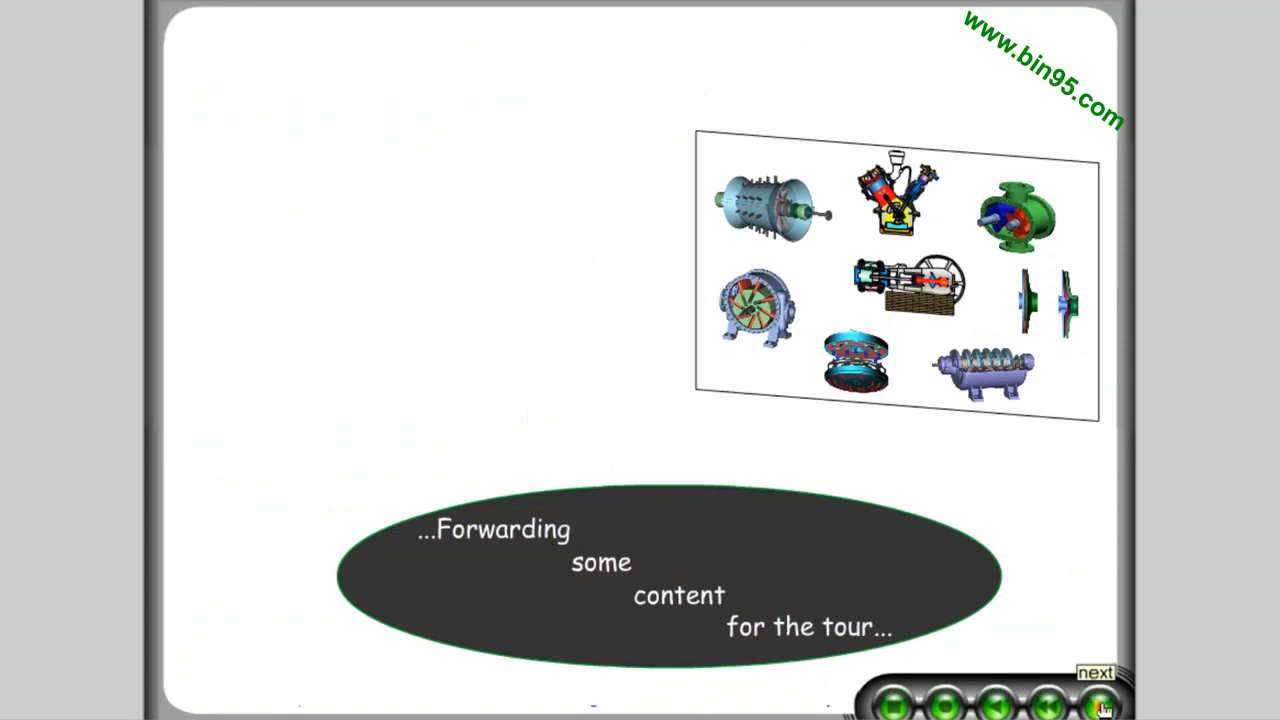 www.bin95.com
...Forwarding
some
content
for the tour...
next